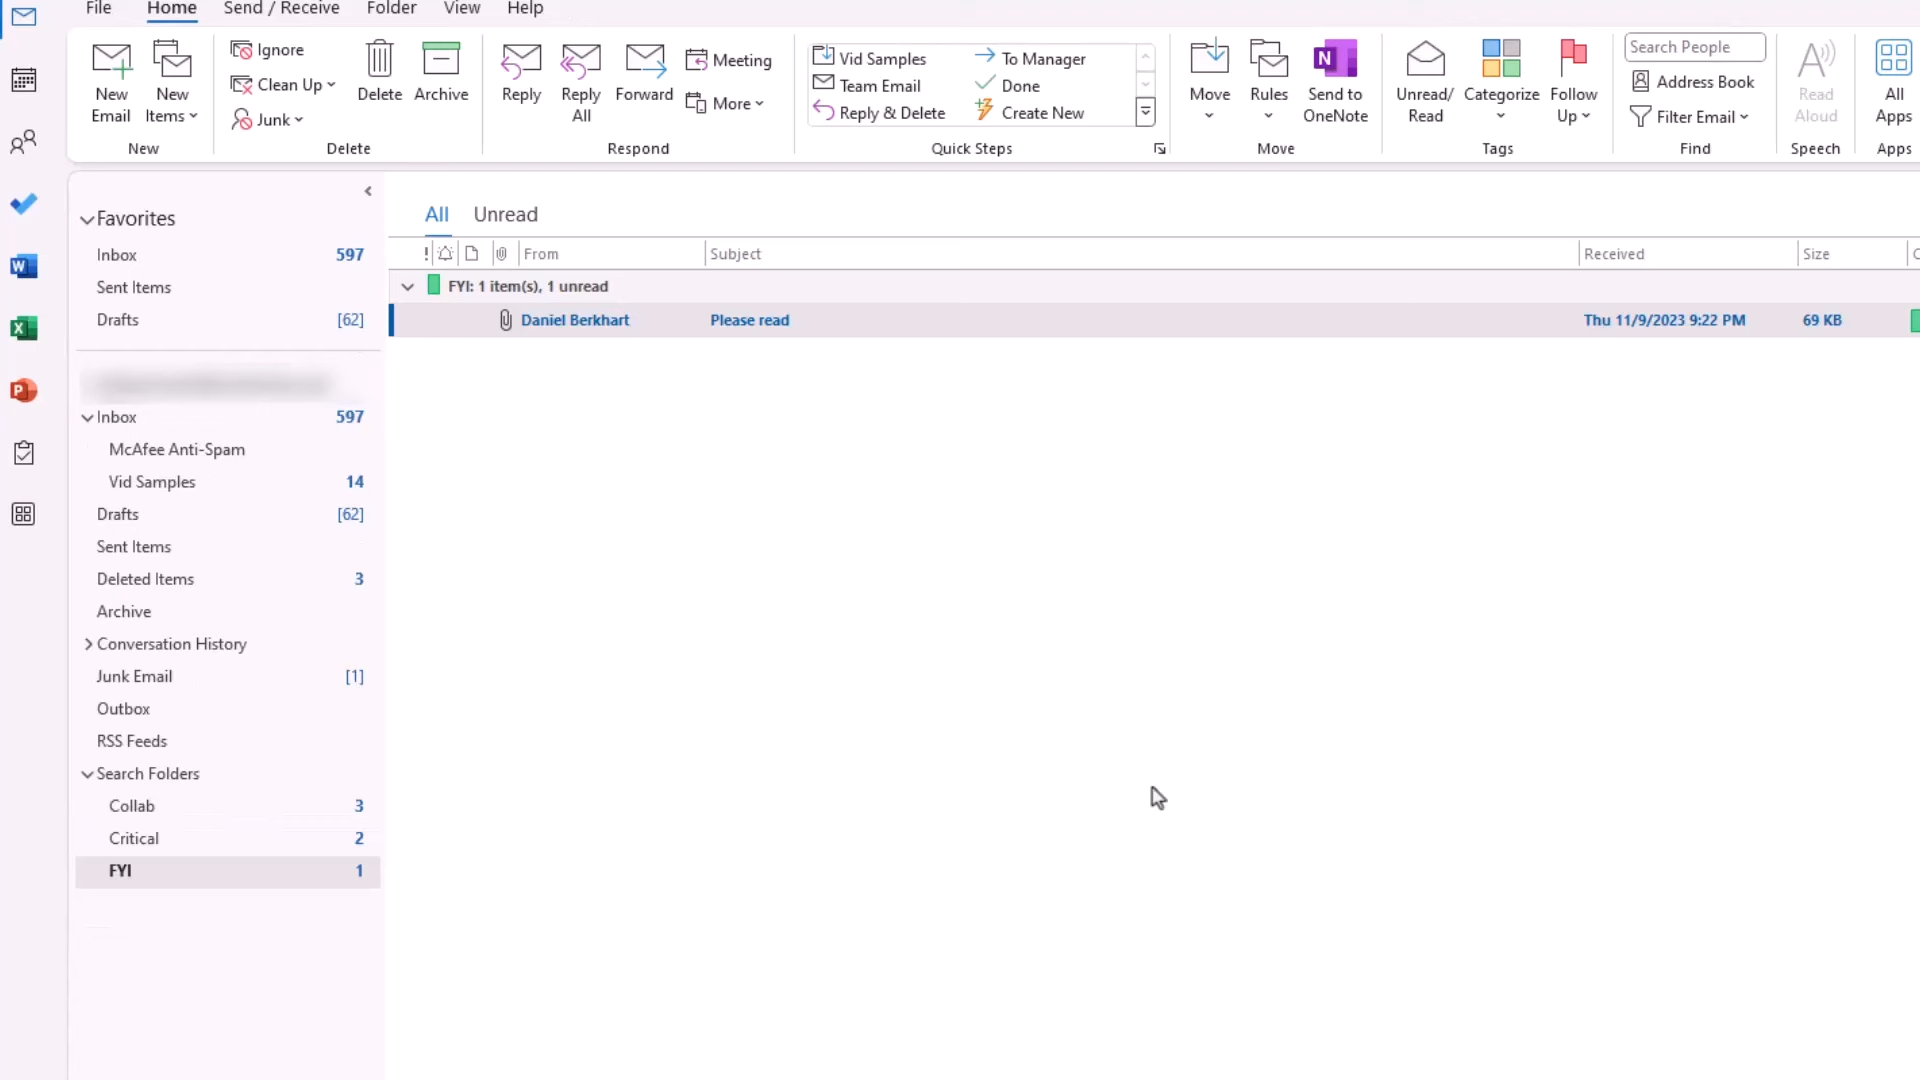 File Home Send / Receive Folder View Help
New Email
New Items
New
Ignore
Clean Up
Junk
Delete
Archive
Delete
Reply
Reply All
Forward
Meeting
More
Respond
Vid Samples
Team Email
Reply & Delete
To Manager
Done
Create New
Quick Steps
Move
Rules
Send to OneNote
Move
Unread/ Read
Categorize
Follow Up
Tags
Search People
Address Book
Filter Email
Find
Read Aloud
Speech
All Apps
Apps
Favorites
Inbox 597
Sent Items
Drafts [62]
Inbox 597
McAfee Anti-Spam
Vid Samples 14
Drafts [62]
Sent Items
Deleted Items 3
Archive
Conversation History
Junk Email [1]
Outbox
RSS Feeds
Search Folders
Collab 3
Critical 2
FYI 1
All Unread
! From Subject Received Size
FYI: 1 item(s), 1 unread
Daniel Berkhart Please read Thu 11/9/2023 9:22 PM 69 KB